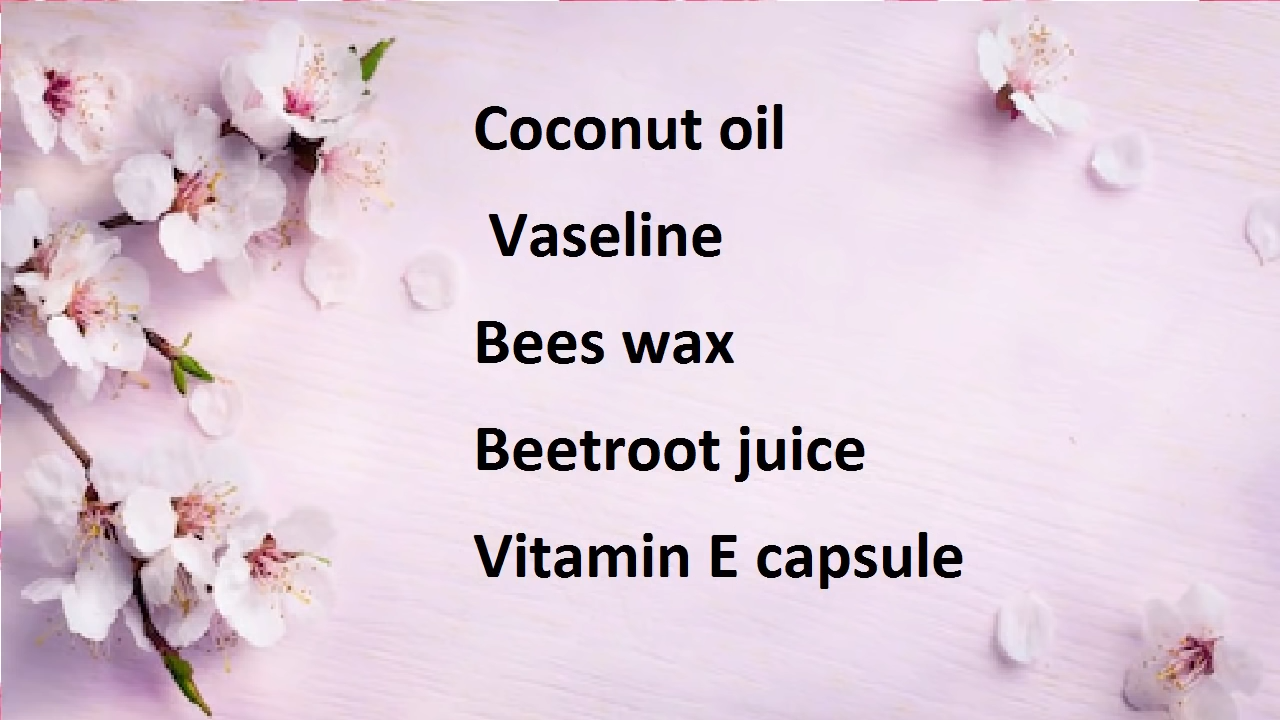 Coconut oil
Vaseline
Bees wax
Beetroot juice
Vitamin E capsule